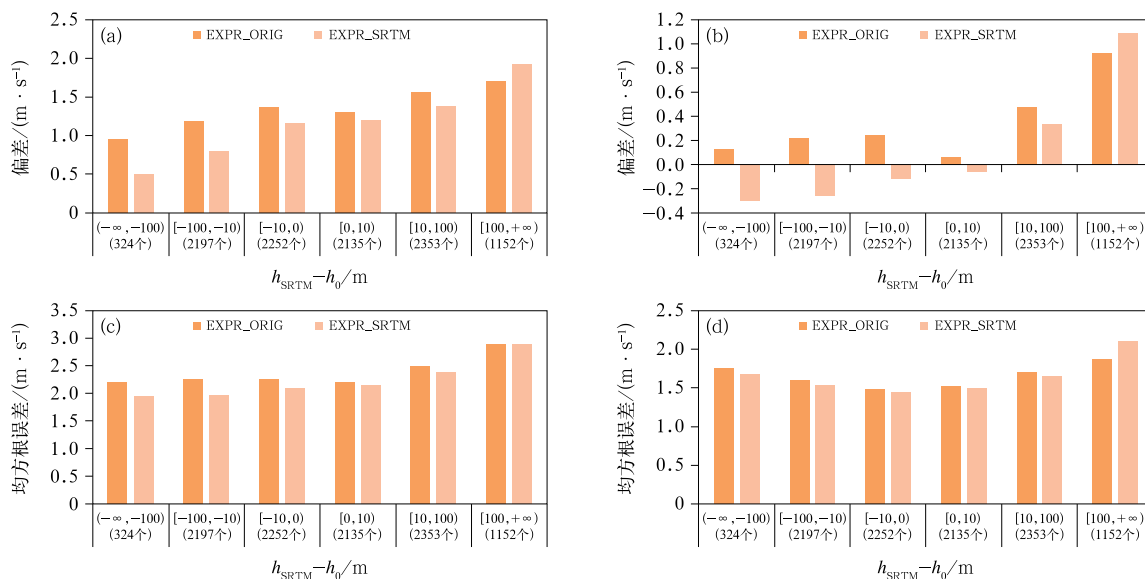 (a)
EXPR_ORIG
EXPR_SRTM
偏差/(m · s⁻¹)
2.5
2.0
1.5
1.0
0.5
0
(−∞,−100) [−100,−10) [−10,0) [0,10) [10,100) [100,+∞)
(324个) (2197个) (2252个) (2135个) (2353个) (1152个)
h_SRTM−h_0/m
(b)
EXPR_ORIG
EXPR_SRTM
偏差/(m · s⁻¹)
1.2
1.0
0.8
0.6
0.4
0.2
0.0
−0.2
−0.4
(−∞,−100) [−100,−10) [−10,0) [0,10) [10,100) [100,+∞)
(324个) (2197个) (2252个) (2135个) (2353个) (1152个)
h_SRTM−h_0/m
(c)
EXPR_ORIG
EXPR_SRTM
均方根误差/(m · s⁻¹)
3.5
3.0
2.5
2.0
1.5
1.0
0.5
0
(−∞,−100) [−100,−10) [−10,0) [0,10) [10,100) [100,+∞)
(324个) (2197个) (2252个) (2135个) (2353个) (1152个)
h_SRTM−h_0/m
(d)
EXPR_ORIG
EXPR_SRTM
均方根误差/(m · s⁻¹)
2.5
2.0
1.5
1.0
0.5
0
(−∞,−100) [−100,−10) [−10,0) [0,10) [10,100) [100,+∞)
(324个) (2197个) (2252个) (2135个) (2353个) (1152个)
h_SRTM−h_0/m